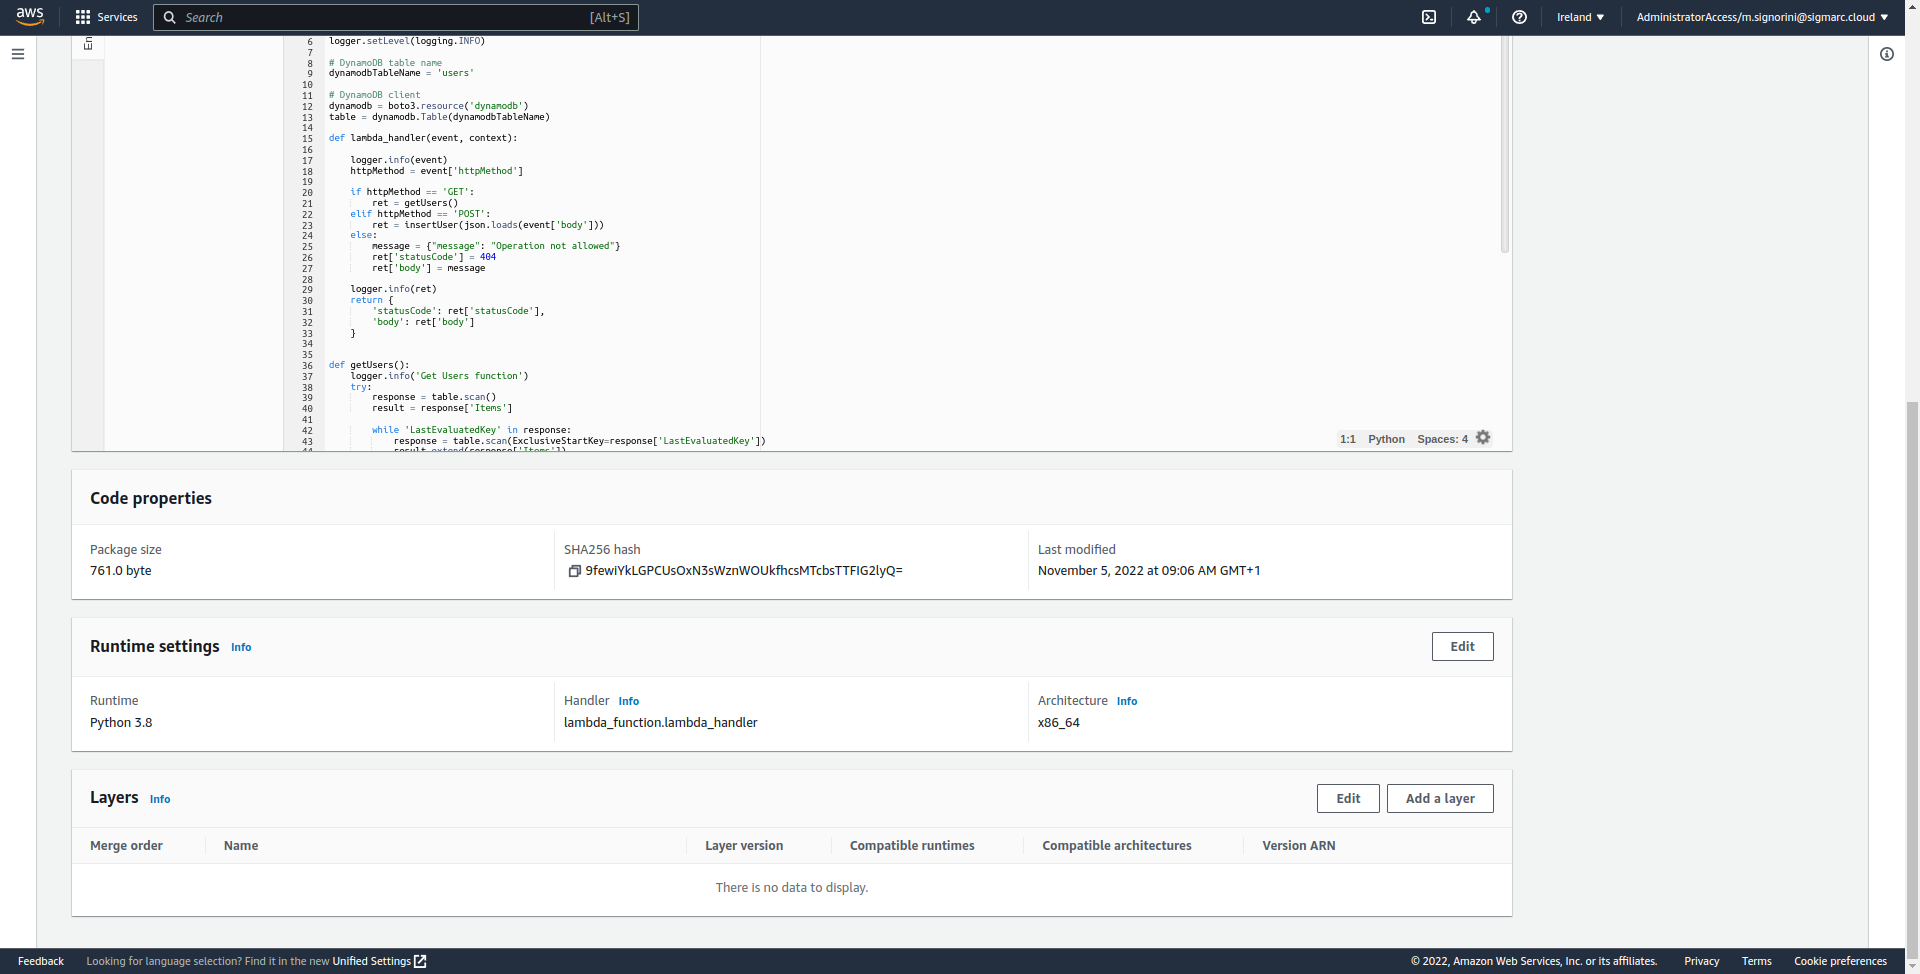 aws
Services
Search
[Alt+S]
Ireland
AdministratorAccess/m.signorini@sigmarc.cloud
En
6 logger.setLevel(logging.INFO)
7
8 # DynamoDB table name
9 dynamodbTableName = 'users'
10
11 # DynamoDB client
12 dynamodb = boto3.resource('dynamodb')
13 table = dynamodb.Table(dynamodbTableName)
14
15 def lambda_handler(event, context):
16
17 logger.info(event)
18 httpMethod = event['httpMethod']
19
20 if httpMethod == 'GET':
21 ret = getUsers()
22 elif httpMethod == 'POST':
23 ret = insertUser(json.loads(event['body']))
24 else:
25 message = {"message": "Operation not allowed"}
26 ret['statusCode'] = 404
27 ret['body'] = message
28
29 logger.info(ret)
30 return {
31 'statusCode': ret['statusCode'],
32 'body': ret['body']
33 }
34
35
36 def getUsers():
37 logger.info('Get Users function')
38 try:
39 response = table.scan()
40 result = response['Items']
41
42 while 'LastEvaluatedKey' in response:
43 response = table.scan(ExclusiveStartKey=response['LastEvaluatedKey'])
44 result.extend(response['Items'])
1:1 Python Spaces: 4
Code properties
Package size
761.0 byte
SHA256 hash
9fewiYkLGPCUsOxN3sWznWOUkfhcsMTcbsTTFIG2lyQ=
Last modified
November 5, 2022 at 09:06 AM GMT+1
Runtime settings Info
Edit
Runtime
Python 3.8
Handler Info
lambda_function.lambda_handler
Architecture Info
x86_64
Layers Info
Edit
Add a layer
Merge order Name Layer version Compatible runtimes Compatible architectures Version ARN
There is no data to display.
Feedback Looking for language selection? Find it in the new Unified Settings
© 2022, Amazon Web Services, Inc. or its affiliates. Privacy Terms Cookie preferences